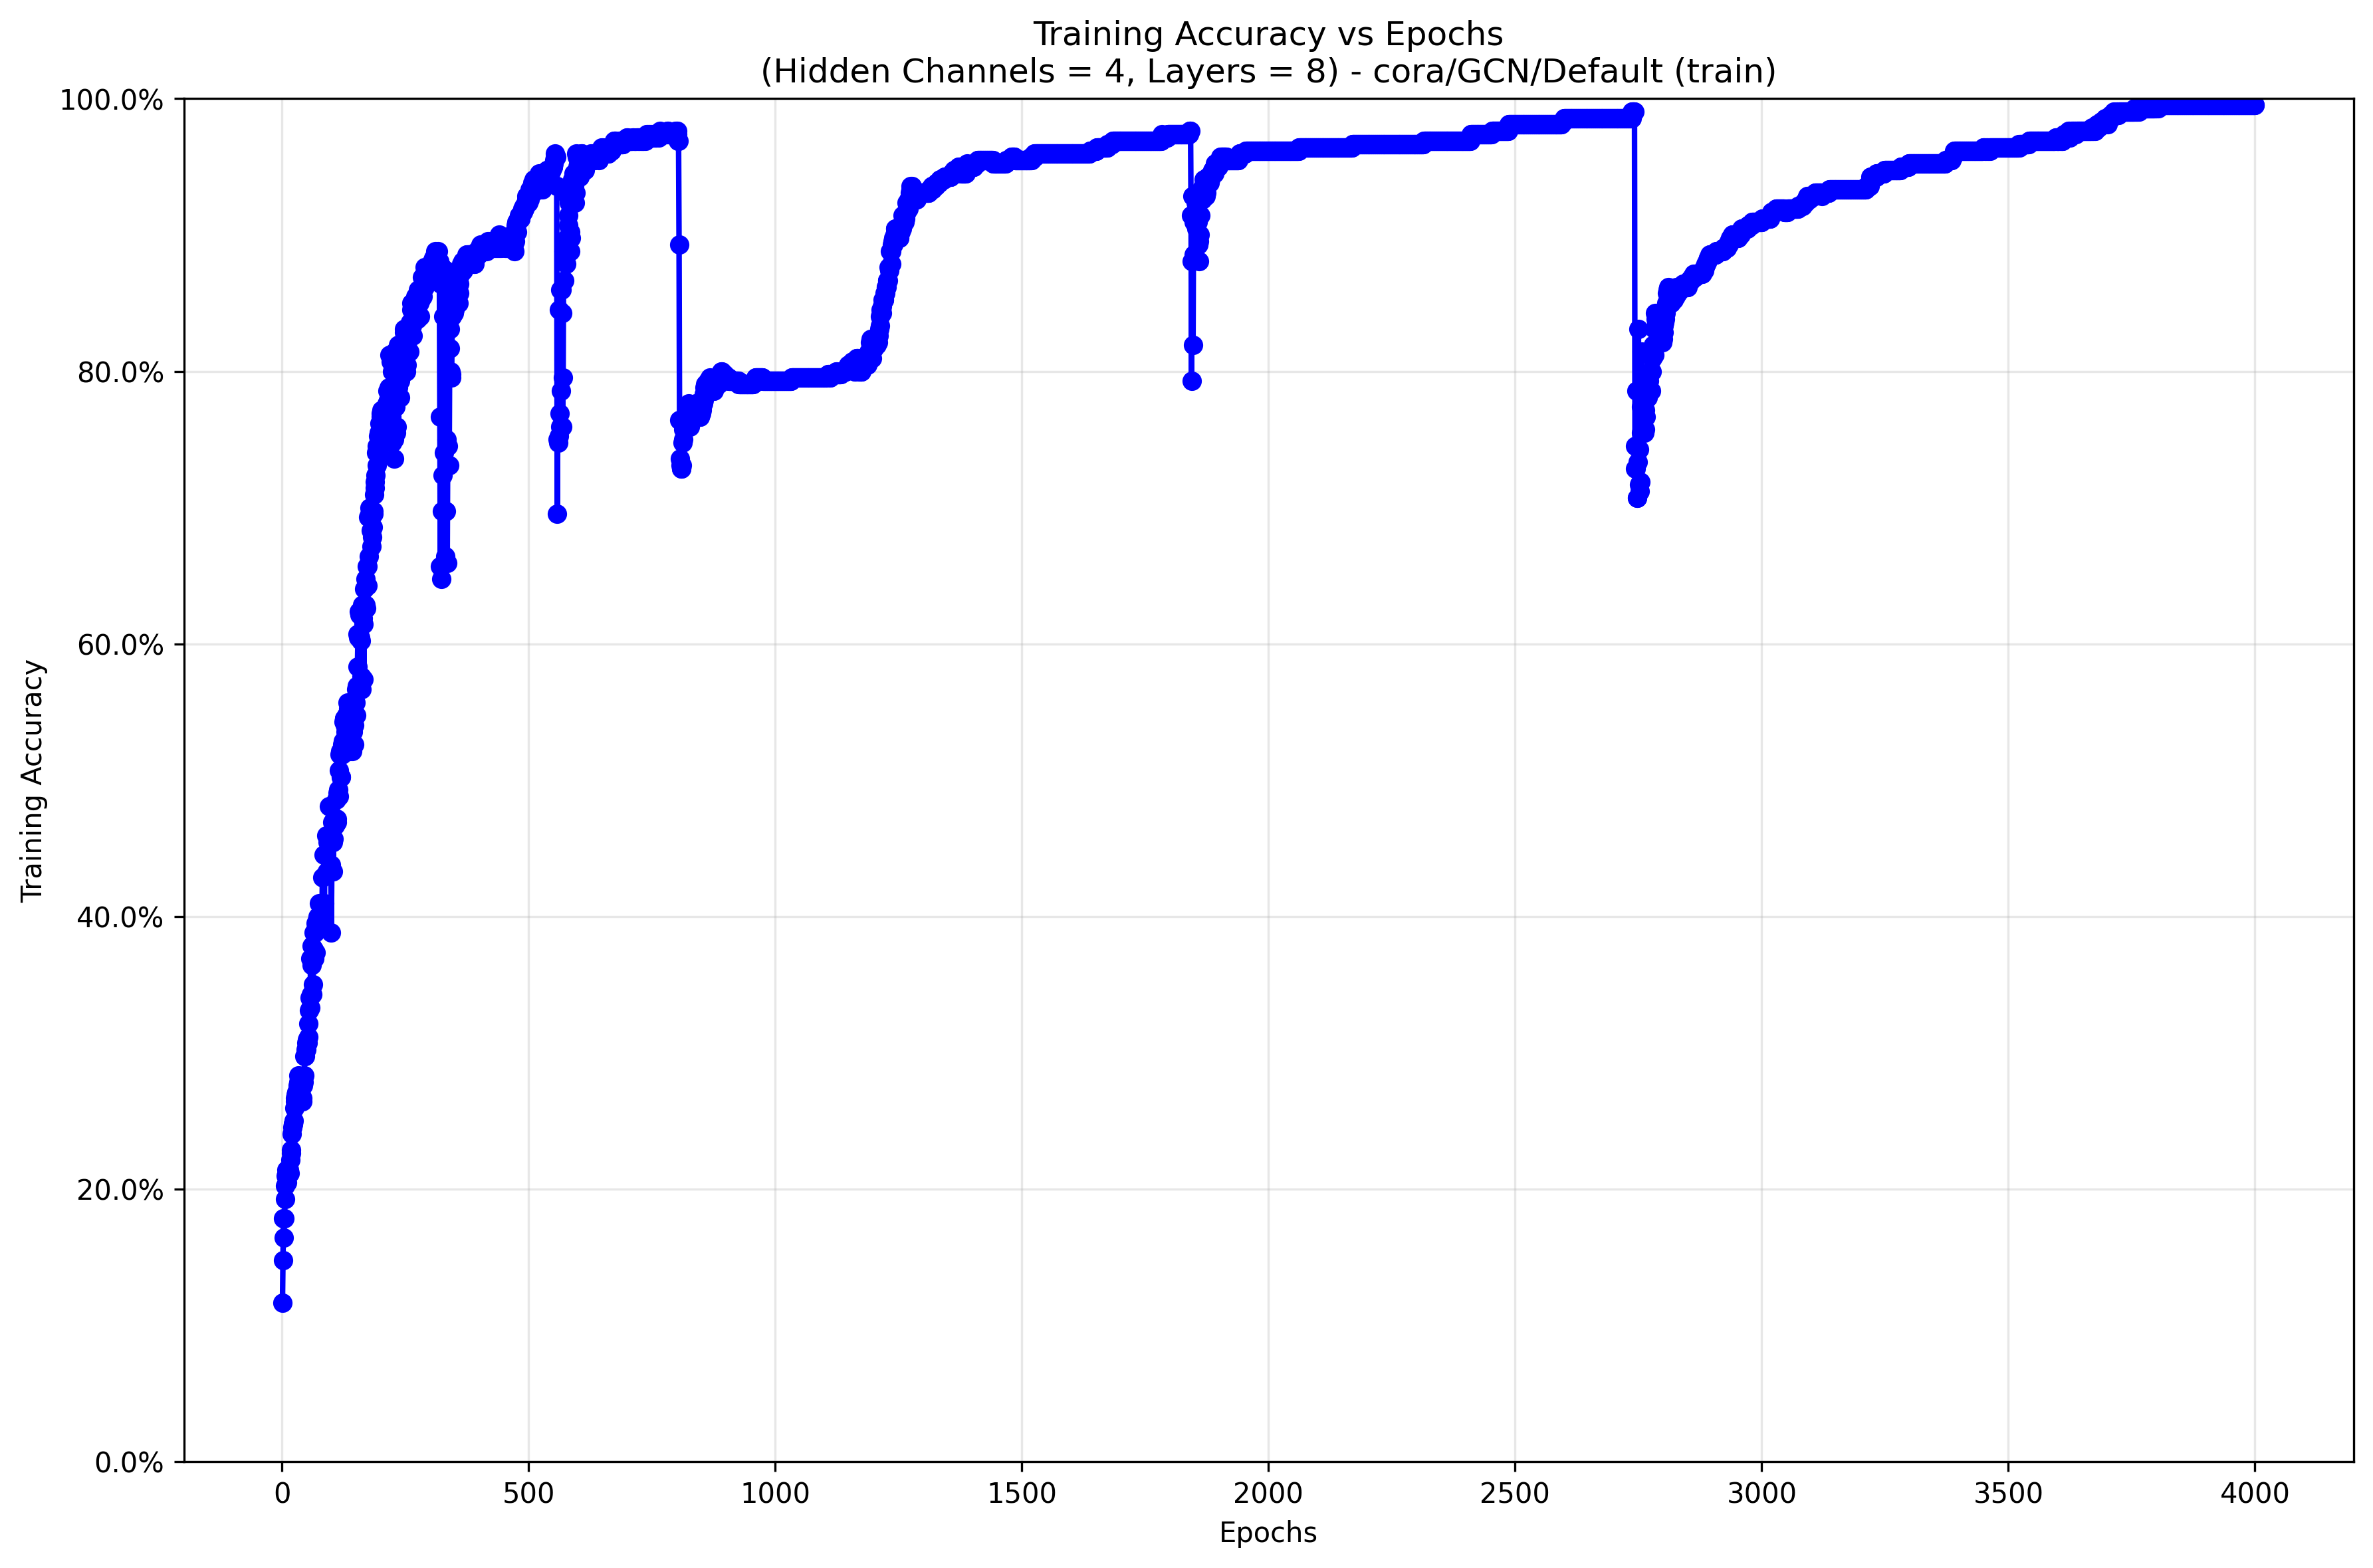 Training Accuracy vs Epochs
(Hidden Channels = 4, Layers = 8) - cora/GCN/Default (train)
100.0%
80.0%
60.0%
40.0%
20.0%
0.0%
Training Accuracy
0 500 1000 1500 2000 2500 3000 3500 4000
Epochs